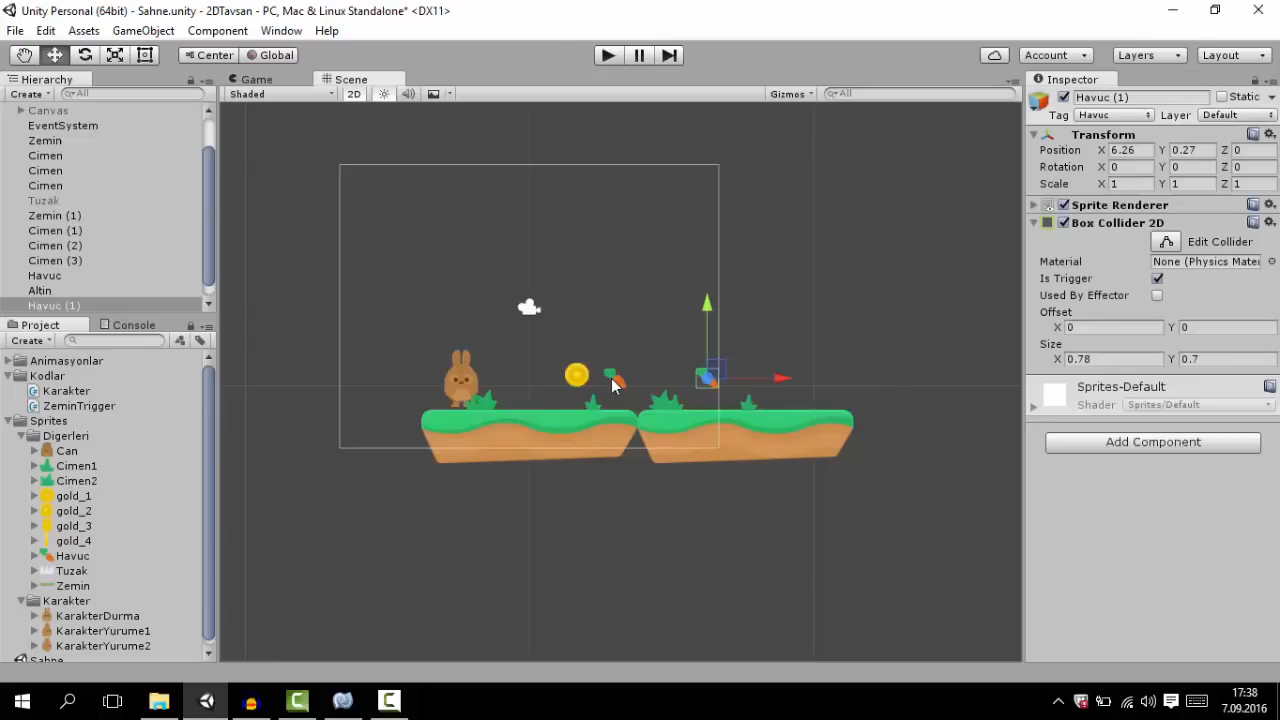 Unity Personal (64bit) - Sahne.unity - 2DTavsan - PC, Mac & Linux Standalone* <DX11>
File Edit Assets GameObject Component Window Help
Center Global Account Layers Layout
Hierarchy Game Scene Inspector
Create All Shaded 2D Gizmos All Havuc (1) Static
Tag Havuc Layer Default
Canvas
EventSystem
Zemin
Cimen
Cimen
Cimen
Tuzak
Zemin (1)
Cimen (1)
Cimen (2)
Cimen (3)
Havuc
Altin
Havuc (1)
Transform
Position X 6.26 Y 0.27 Z 0
Rotation X 0 Y 0 Z 0
Scale X 1 Y 1 Z 1
Sprite Renderer
Box Collider 2D
Edit Collider
Material None (Physics Mate
Is Trigger
Used By Effector
Offset
X 0 Y 0
Size
X 0.78 Y 0.7
Sprites-Default
Shader Sprites/Default
Add Component
Project Console
Create
Animasyonlar
Kodlar
Karakter
ZeminTrigger
Sprites
Digerleri
Can
Cimen1
Cimen2
gold_1
gold_2
gold_3
gold_4
Havuc
Tuzak
Zemin
Karakter
KarakterDurma
KarakterYurume1
KarakterYurume2
Sahne
17:38
7.09.2016